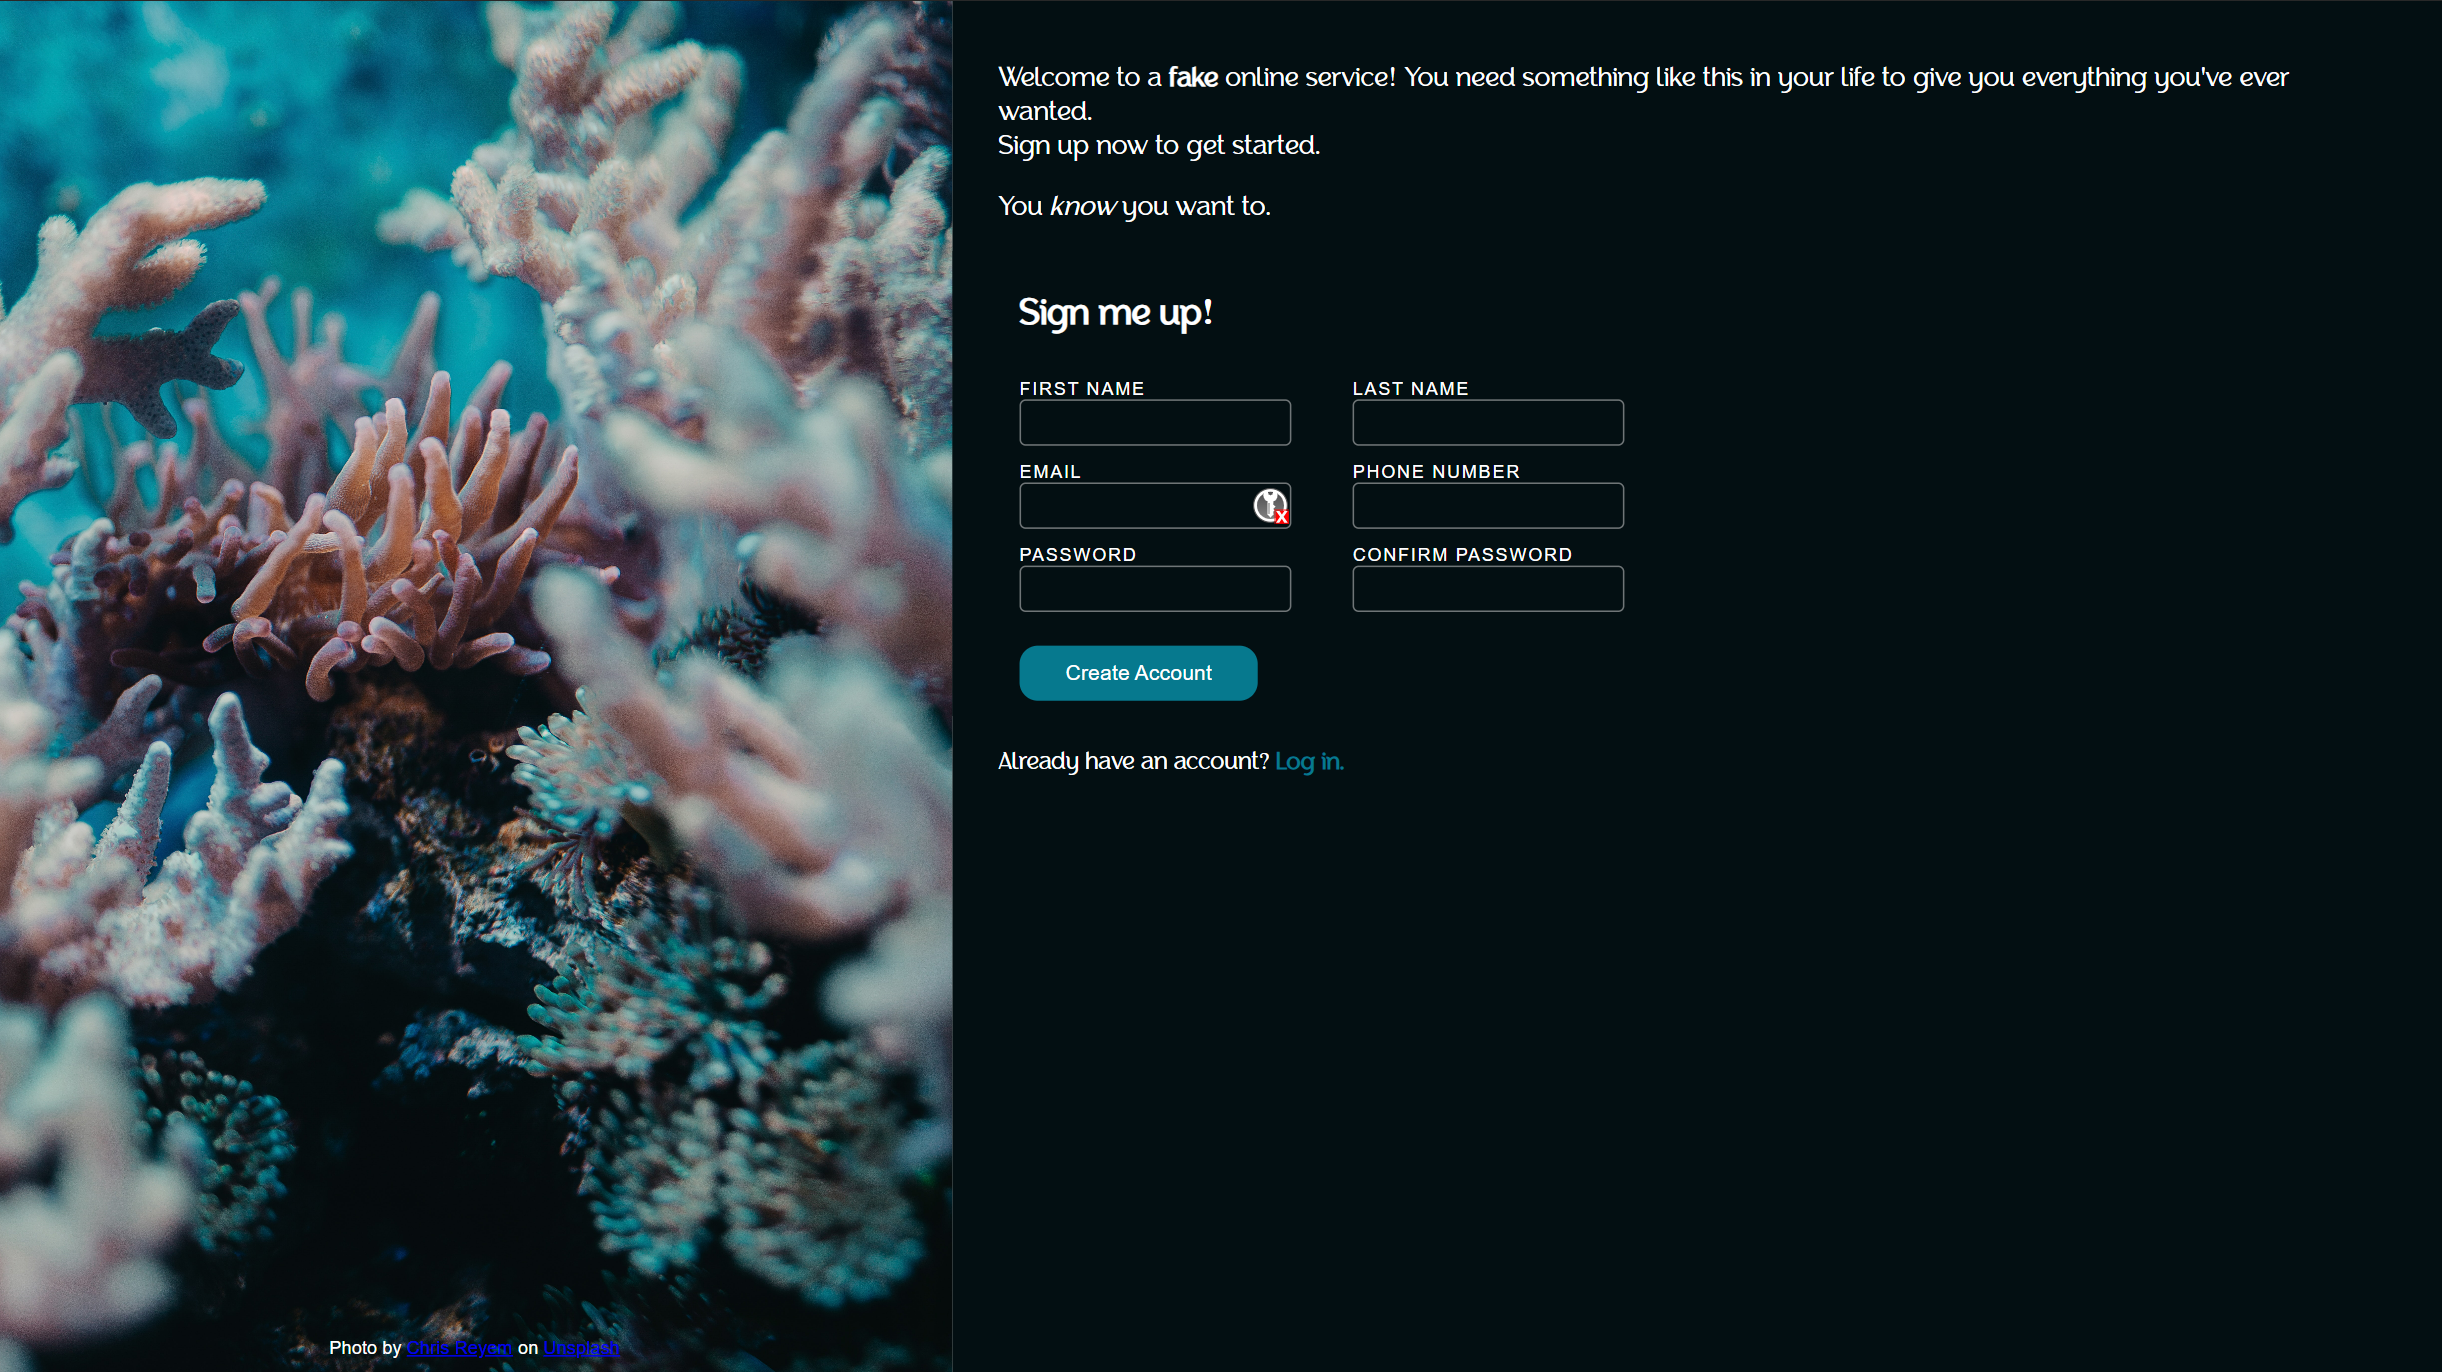 Welcome to a fake online service! You need something like this in your life to give you everything you've ever
wanted.
Sign up now to get started.
You know you want to.
Sign me up!
FIRST NAME
LAST NAME
EMAIL
PHONE NUMBER
PASSWORD
CONFIRM PASSWORD
Create Account
Already have an account? Log in.
Photo by Chris Reyem on Unsplash